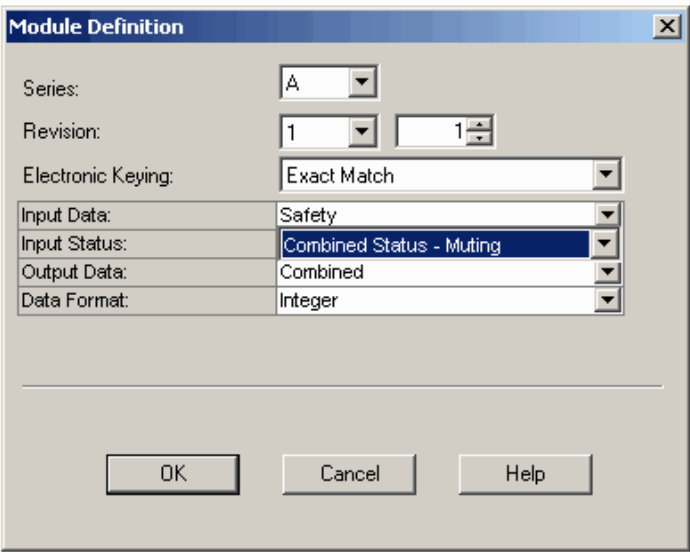 Module Definition
Series: A
Revision: 1 1
Electronic Keying: Exact Match
Input Data: Safety
Input Status: Combined Status - Muting
Output Data: Combined
Data Format: Integer
OK Cancel Help